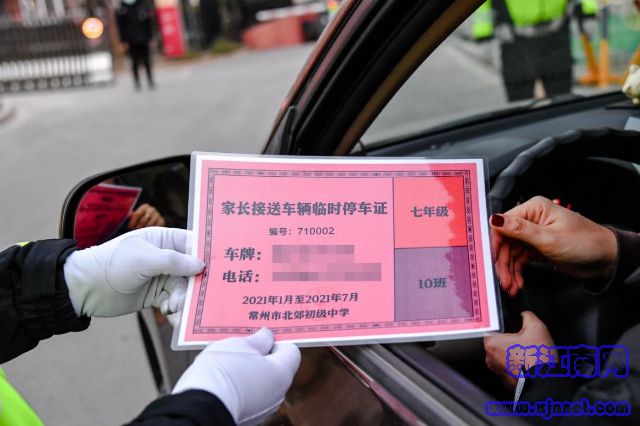 家长接送车辆临时停车证
编号：710002
车牌：
电话：
2021年1月至2021年7月
常州市北郊初级中学
七年级
10班
新江南网
www.xjnnet.com